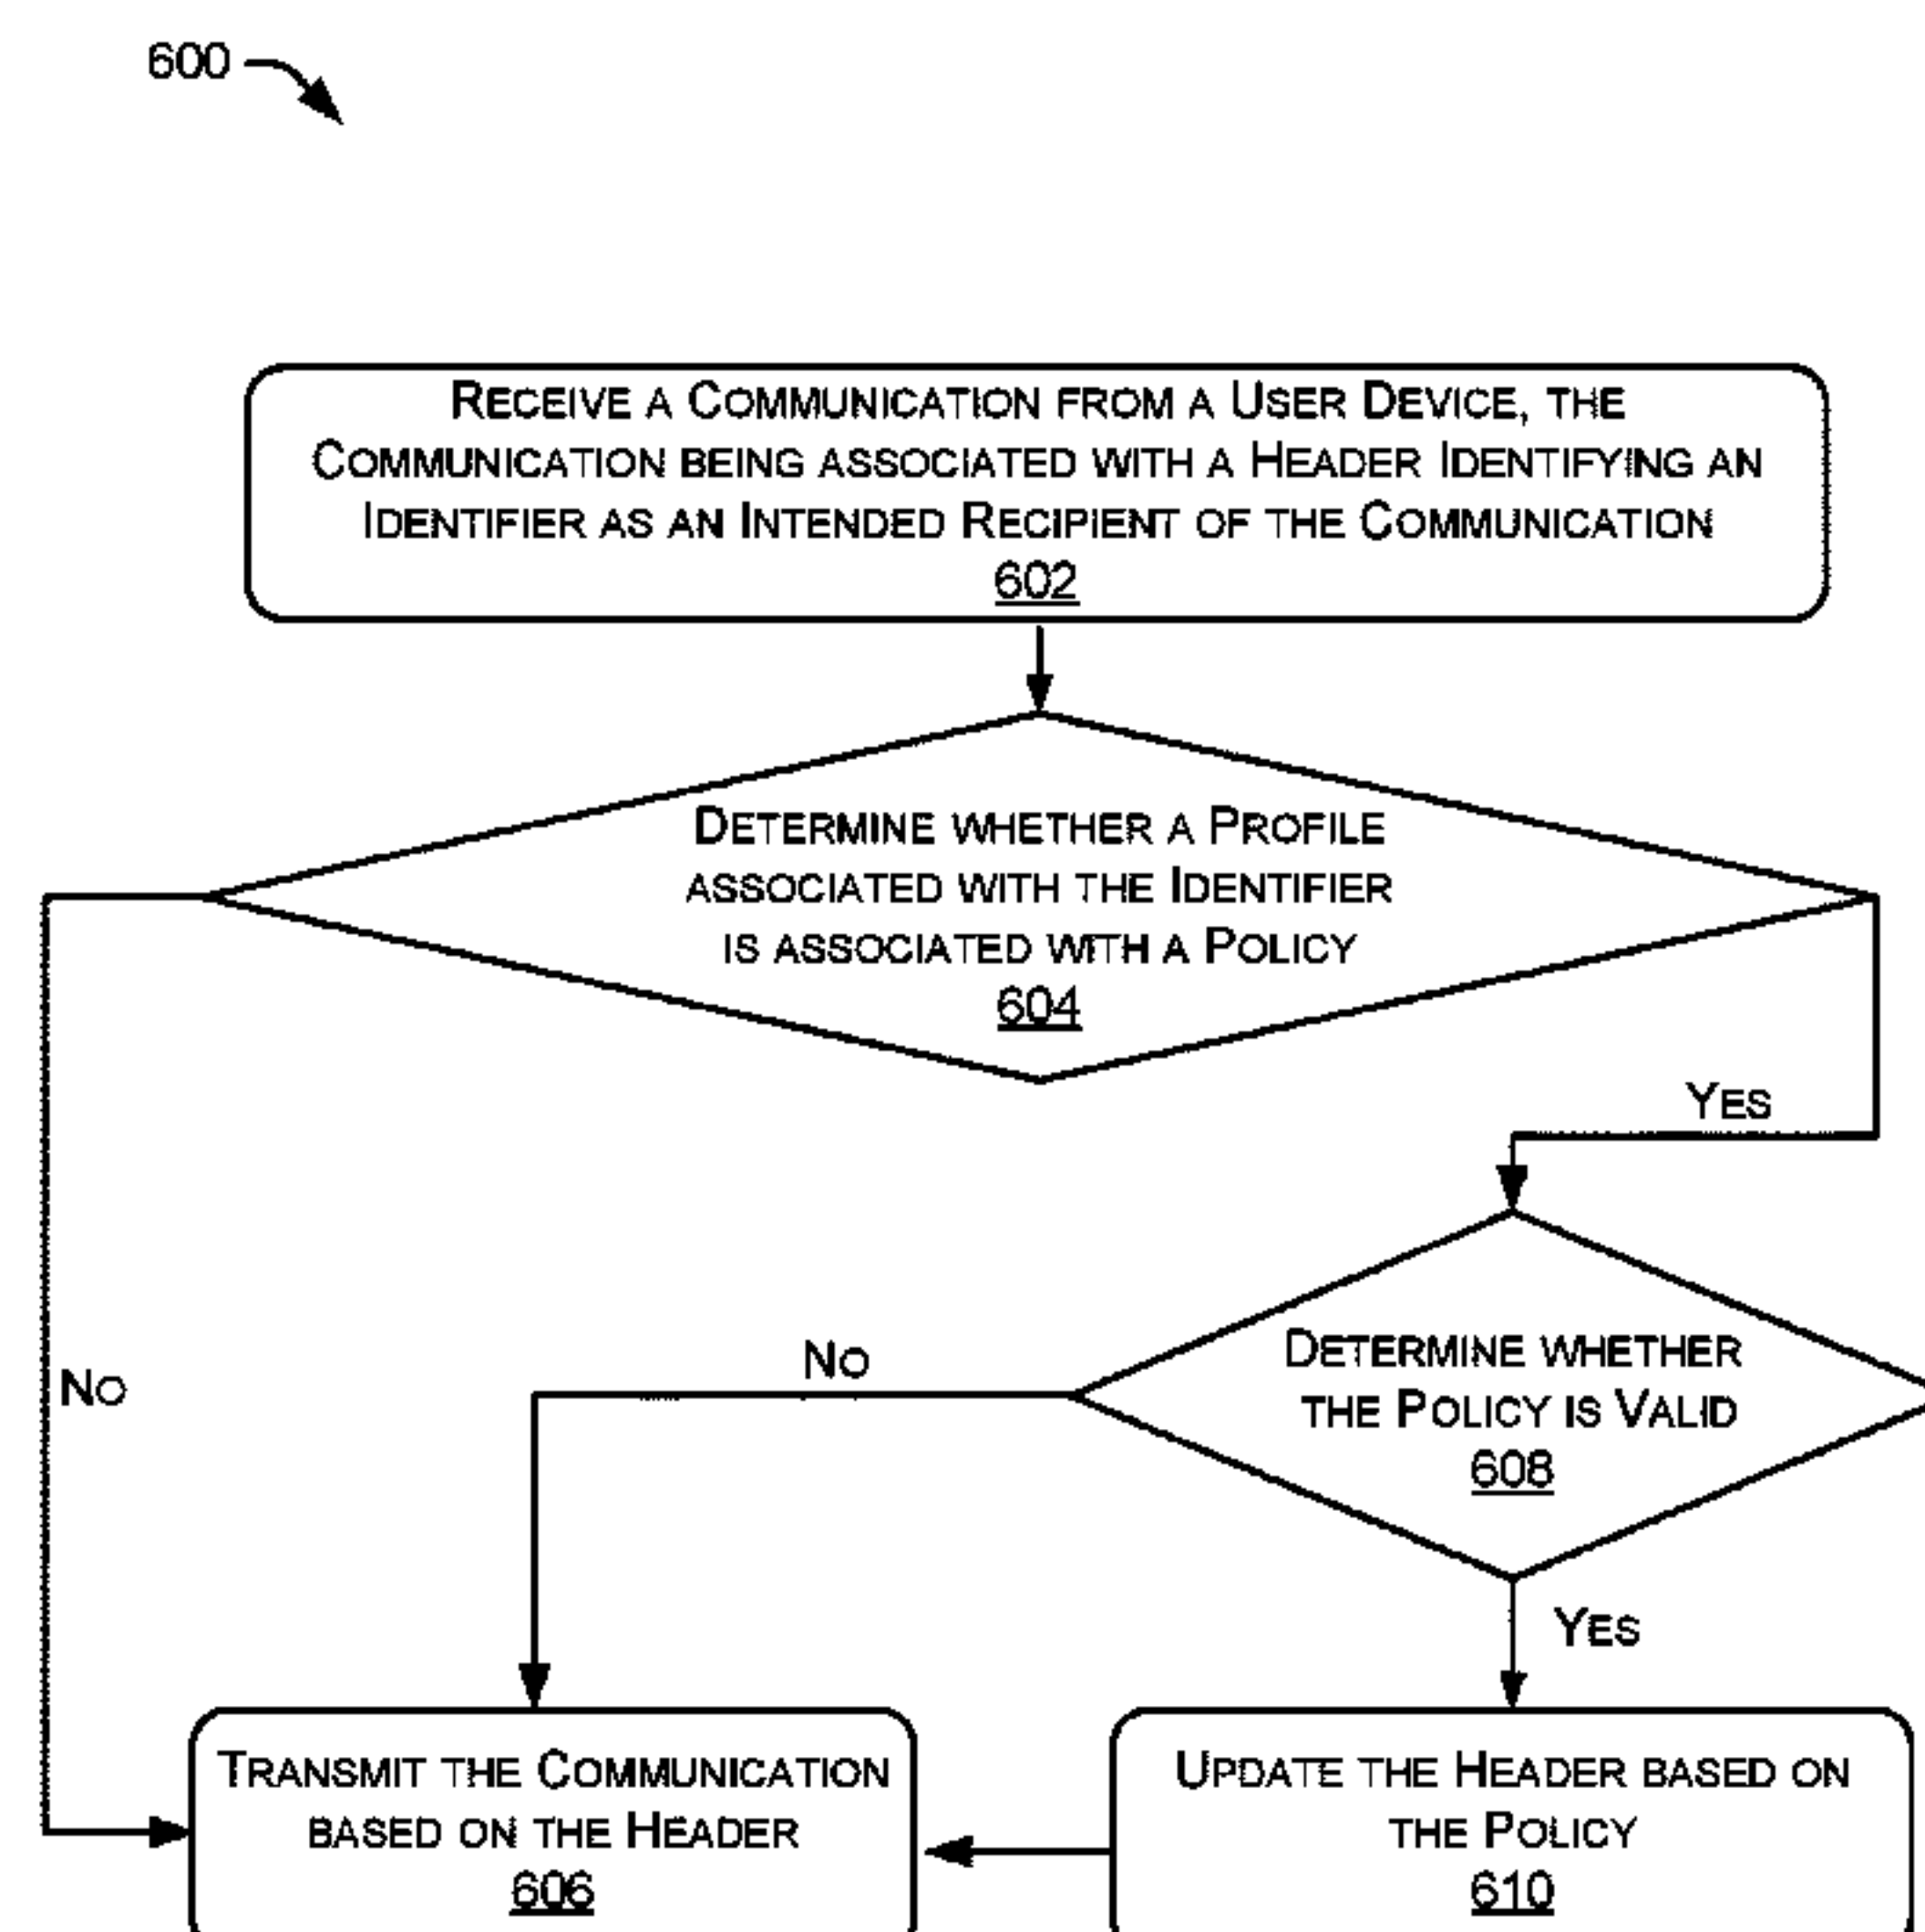 600
RECEIVE A COMMUNICATION FROM A USER DEVICE, THE
COMMUNICATION BEING ASSOCIATED WITH A HEADER IDENTIFYING AN
IDENTIFIER AS AN INTENDED RECIPIENT OF THE COMMUNICATION
602
DETERMINE WHETHER A PROFILE
ASSOCIATED WITH THE IDENTIFIER
IS ASSOCIATED WITH A POLICY
604
YES
NO
NO
DETERMINE WHETHER
THE POLICY IS VALID
608
YES
TRANSMIT THE COMMUNICATION
BASED ON THE HEADER
606
UPDATE THE HEADER BASED ON
THE POLICY
610